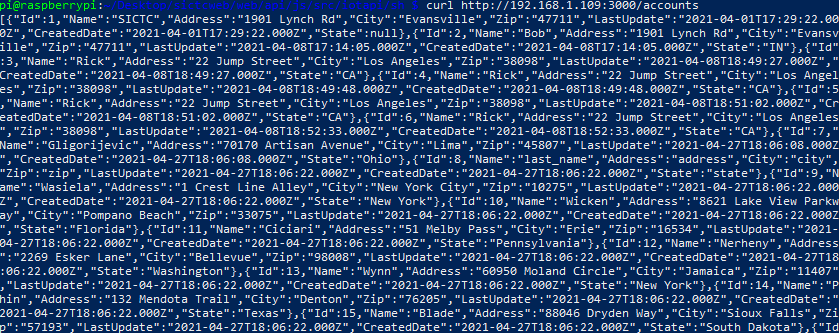 pi@raspberrypi: curl http://192.168.1.109:3000/accounts
[{"Id":1,"Name":"SICTC","Address":"1901 Lynch Rd","City":"Evansville","Zip":"47711","LastUpdate":"2021-04-01T17:29:22.00
","CreatedDate":"2021-04-01T17:29:22.000Z","State":null},{"Id":2,"Name":"Bob","Address":"1901 Lynch Rd","City":"Evansv
ille","Zip":"47711","LastUpdate":"2021-04-08T17:14:05.000Z","CreatedDate":"2021-04-08T17:14:05.000Z","State":"IN"},{"Id
:3,"Name":"Rick","Address":"22 Jump Street","City":"Los Angeles","Zip":"38098","LastUpdate":"2021-04-08T18:49:27.000Z",
CreatedDate":"2021-04-08T18:49:27.000Z","State":"CA"},{"Id":4,"Name":"Rick","Address":"22 Jump Street","City":"Los Angel
es","Zip":"38098","LastUpdate":"2021-04-08T18:49:48.000Z","CreatedDate":"2021-04-08T18:49:48.000Z","State":"CA"},{"Id":5
,"Name":"Rick","Address":"22 Jump Street","City":"Los Angeles","Zip":"38098","LastUpdate":"2021-04-08T18:51:02.000Z","C
eatedDate":"2021-04-08T18:51:02.000Z","State":"CA"},{"Id":6,"Name":"Rick","Address":"22 Jump Street","City":"Los Angeles
,"Zip":"38098","LastUpdate":"2021-04-08T18:52:33.000Z","CreatedDate":"2021-04-08T18:52:33.000Z","State":"CA"},{"Id":7,"
Name":"Gligorijevic","Address":"70170 Artisan Avenue","City":"Lima","Zip":"45807","LastUpdate":"2021-04-27T18:06:08.000Z
","CreatedDate":"2021-04-27T18:06:08.000Z","State":"Ohio"},{"Id":8,"Name":"last_name","Address":"address","City":"city",
"Zip":"zip","LastUpdate":"2021-04-27T18:06:22.000Z","CreatedDate":"2021-04-27T18:06:22.000Z","State":"state"},{"Id":9,"N
ame":"Wasiela","Address":"1 Crest Line Alley","City":"New York City","Zip":"10275","LastUpdate":"2021-04-27T18:06:22.000
Z","CreatedDate":"2021-04-27T18:06:22.000Z","State":"New York"},{"Id":10,"Name":"Wicken","Address":"8621 Lake View Parkw
ay","City":"Pompano Beach","Zip":"33075","LastUpdate":"2021-04-27T18:06:22.000Z","CreatedDate":"2021-04-27T18:06:22.000Z
,"State":"Florida"},{"Id":11,"Name":"Ciciari","Address":"51 Melby Pass","City":"Erie","Zip":"16534","LastUpdate":"2021
-04-27T18:06:22.000Z","CreatedDate":"2021-04-27T18:06:22.000Z","State":"Pennsylvania"},{"Id":12,"Name":"Nerheny","Addres
:"2269 Esker Lane","City":"Bellevue","Zip":"98008","LastUpdate":"2021-04-27T18:06:22.000Z","CreatedDate":"2021-04-27T18
:06:22.000Z","State":"Washington"},{"Id":13,"Name":"Wynn","Address":"60950 Moland Circle","City":"Jamaica","Zip":"11407
,"LastUpdate":"2021-04-27T18:06:22.000Z","CreatedDate":"2021-04-27T18:06:22.000Z","State":"New York"},{"Id":14,"Name":"P
hin","Address":"132 Mendota Trail","City":"Denton","Zip":"76205","LastUpdate":"2021-04-27T18:06:22.000Z","CreatedDate":"
2021-04-27T18:06:22.000Z","State":"Texas"},{"Id":15,"Name":"Blade","Address":"88046 Dryden Way","City":"Sioux Falls","Z
p":"57193","LastUpdate":"2021-04-27T18:06:22.000Z","CreatedDate":"2021-04-27T18:06:22.000Z","State":"South Dakota"},{"I